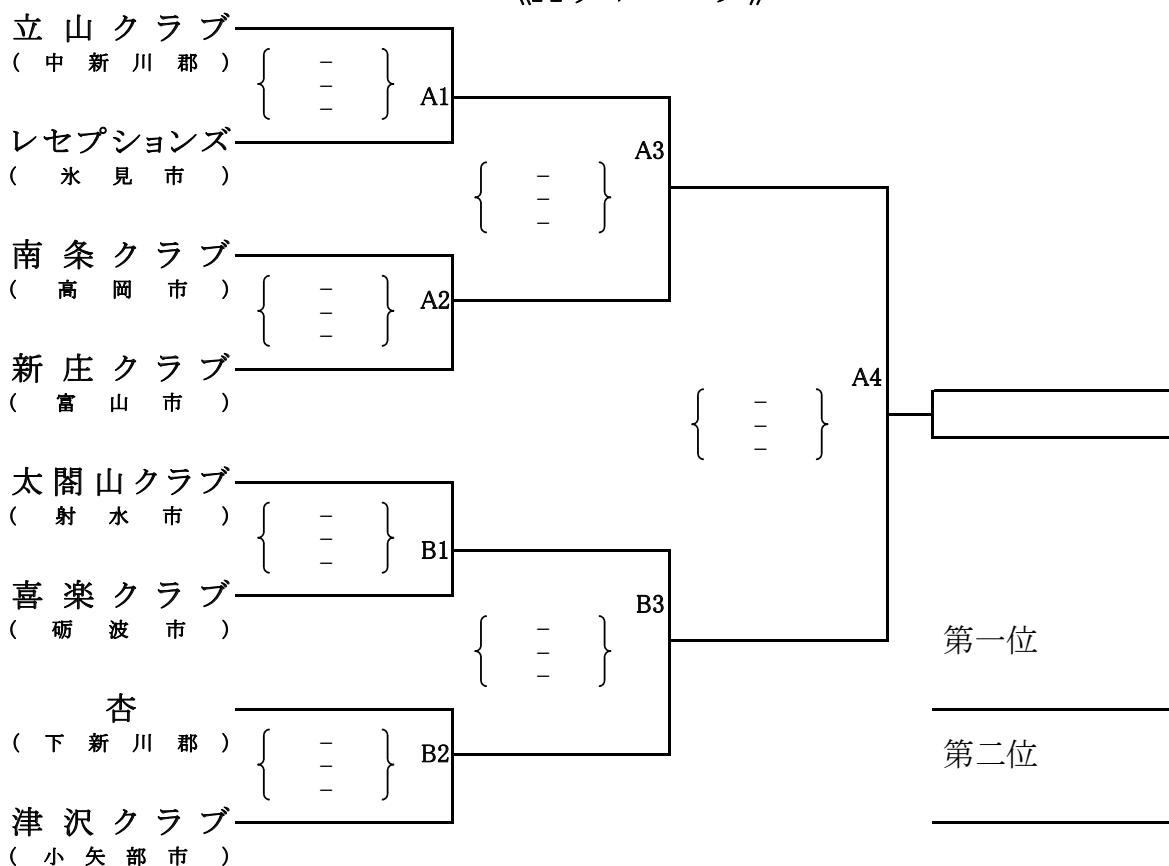 立山クラブ
(中新川郡)
A1
レセプションズ
(氷見市)
A3
南条クラブ
(高岡市)
A2
新庄クラブ
(富山市)
A4
太閤山クラブ
(射水市)
B1
喜楽クラブ
(砺波市)
B3
第一位
杏
(下新川郡)
B2
第二位
津沢クラブ
(小矢部市)